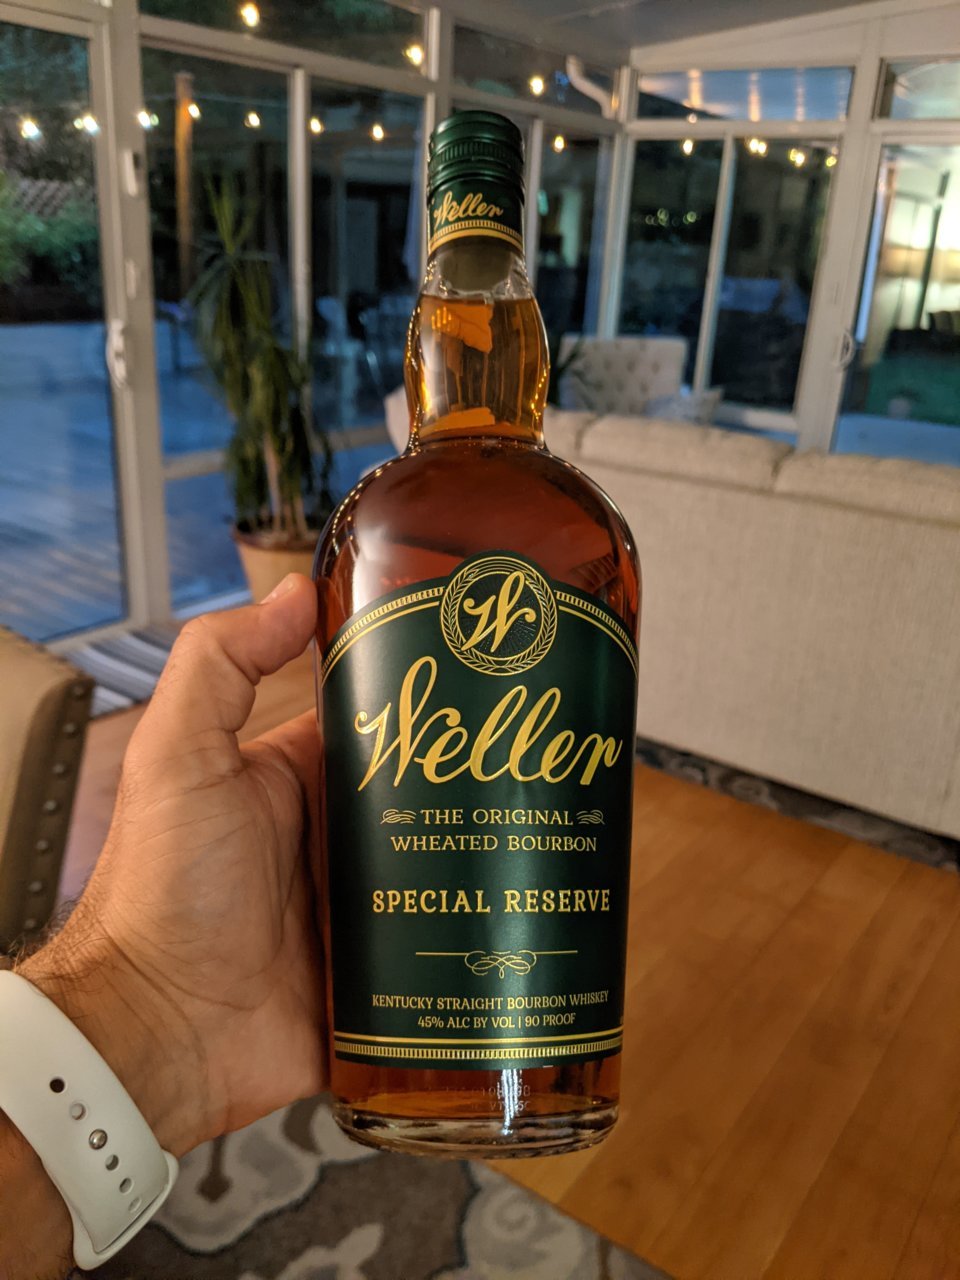 Weller
W
Weller
THE ORIGINAL
WHEATED BOURBON
SPECIAL RESERVE
KENTUCKY STRAIGHT BOURBON WHISKEY
45% ALC BY VOL | 90 PROOF